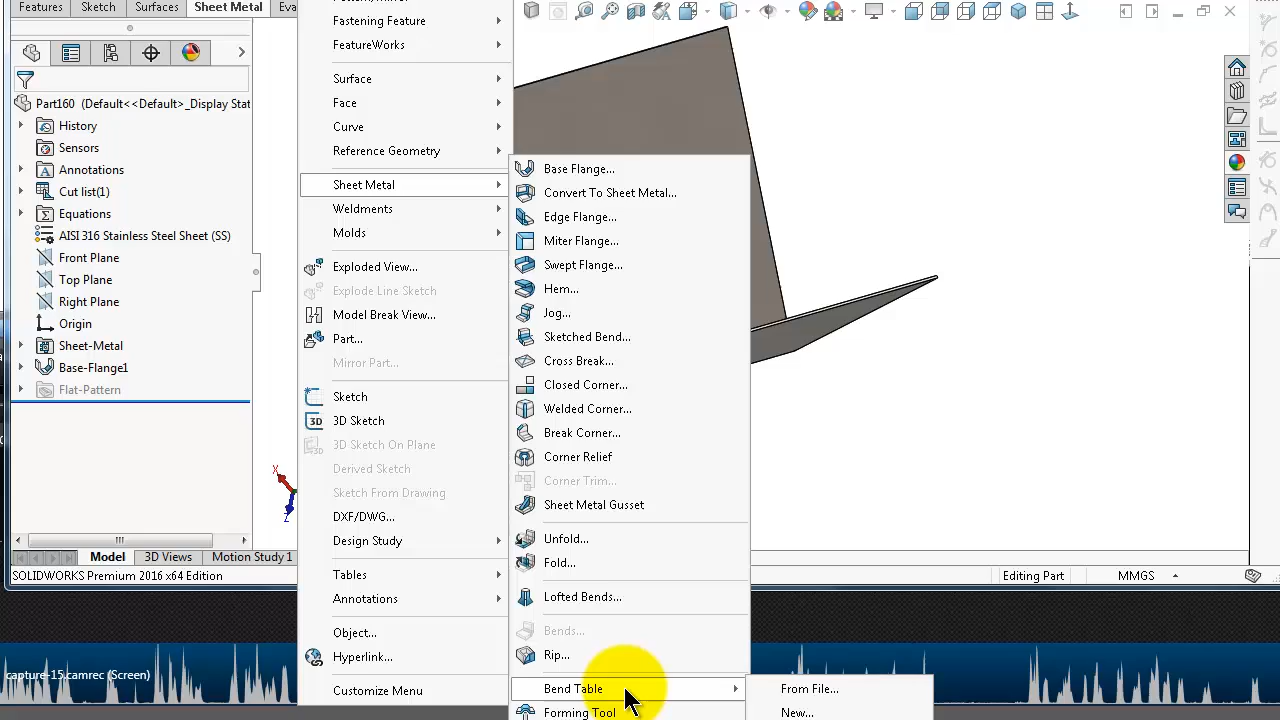 Features
Sketch
Surfaces
Sheet Metal
Eva
Part160 (Default<<Default>_Display Stat
History
Sensors
Annotations
Cut list(1)
Equations
AISI 316 Stainless Steel Sheet (SS)
Front Plane
Top Plane
Right Plane
Origin
Sheet-Metal
Base-Flange1
Flat-Pattern
Model
3D Views
Motion Study 1
SOLIDWORKS Premium 2016 x64 Edition
capture-15.camrec (Screen)
X
Z
Fastening Feature
FeatureWorks
Surface
Face
Curve
Reference Geometry
Sheet Metal
Weldments
Molds
Exploded View...
Explode Line Sketch
Model Break View...
Part...
Mirror Part...
Sketch
3D Sketch
3D Sketch On Plane
Derived Sketch
Sketch From Drawing
DXF/DWG...
Design Study
Tables
Annotations
Object...
Hyperlink...
Customize Menu
Base Flange...
Convert To Sheet Metal...
Edge Flange...
Miter Flange...
Swept Flange...
Hem...
Jog...
Sketched Bend...
Cross Break...
Closed Corner...
Welded Corner...
Break Corner...
Corner Relief
Corner Trim...
Sheet Metal Gusset
Unfold...
Fold...
Lofted Bends...
Bends...
Rip...
Bend Table
Forming Tool
From File...
New...
Editing Part
MMGS